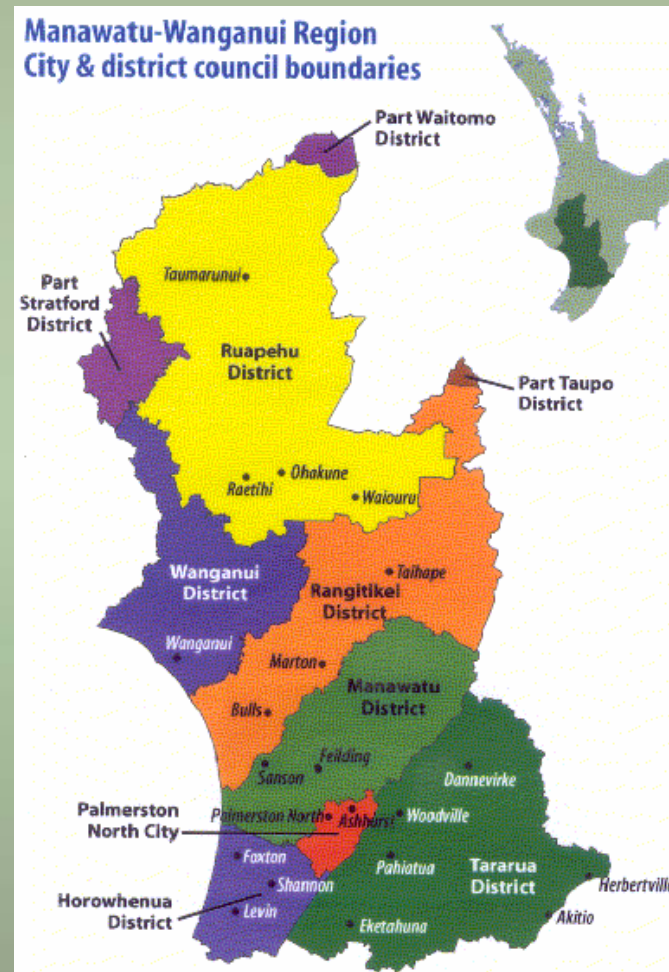 Manawatu-Wanganui Region
City & district council boundaries
Part Waitomo
District
Taumarunui
Part
Stratford
District
Ruapehu
District
Part Taupo
District
Ohakune
Raetihi
Waiouru
Wanganui
District
Taihape
Rangitikei
District
Wanganui
Marton
Manawatu
District
Bulls
Feilding
Sanson
Dannevirke
Palmerston
North City
Palmerston North
Ashhurst
Woodville
Foxton
Pahiatua
Shannon
Tararua
District
Herbertville
Horowhenua
District
Levin
Akitio
Eketahuna